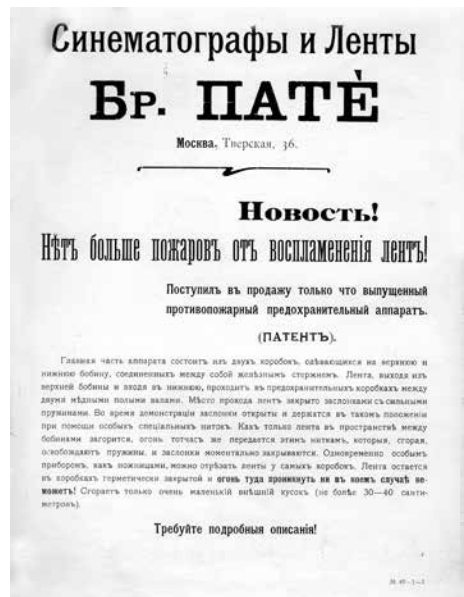 Синематографы и Ленты
Бр. ПАТЀ
Москва, Тверская, 36.
Новость!
Нѣтъ больше пожаровъ отъ воспламененія лентъ!
Поступилъ въ продажу только что выпущенный
противопожарный предохранительный аппаратъ.
(ПАТЕНТЪ).
Главная часть аппарата состоитъ изъ двухъ коробокъ, одѣвающихся на верхнюю и
нижнюю бобину, соединенныхъ между собой желѣзнымъ стержнемъ. Лента, выходя изъ
верхней бобины и входя въ нижнюю, проходитъ въ предохранительныхъ коробкахъ между
двумя мѣдными полыми валами. Мѣсто прохода лентъ закрыто заслонками съ сильными
пружинами. Во время демонстраціи заслонки открыты и держатся въ такомъ положеніи
при помощи особыхъ спеціальныхъ нитокъ. Какъ только лента въ пространствѣ между
бобинами загорится, огонь тотчасъ же передается этимъ ниткамъ, которыя, сгорая,
освобождаютъ пружины, и заслонки моментально закрываются. Одновременно особымъ
приборомъ, какъ ножницами, можно отрѣзать ленты у самыхъ коробокъ. Лента остается
въ коробкахъ герметически закрытой и огонь туда проникнуть ни въ коемъ случаѣ не-
можетъ! Сгораетъ только очень маленькій внѣшній кусокъ (не болѣе 30—40 санти-
метровъ).
Требуйте подробныя описанія!